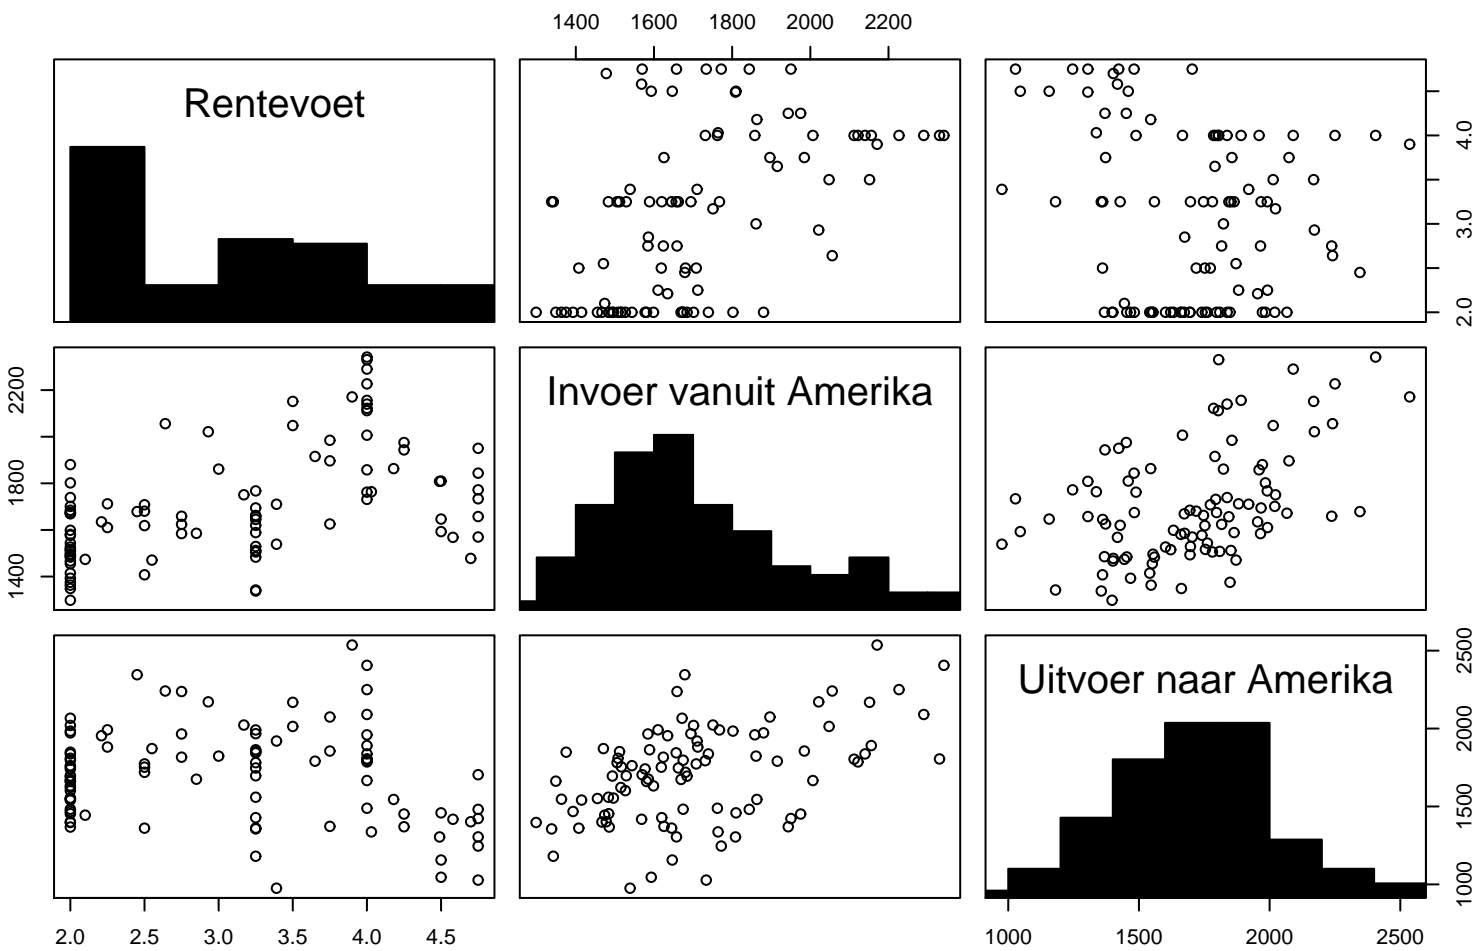 1400 1600 1800 2000 2200
Rentevoet
2.0 3.0 4.0
1400 1800 2200
Invoer vanuit Amerika
Uitvoer naar Amerika
1000 1500 2000 2500
2.0 2.5 3.0 3.5 4.0 4.5
1000 1500 2000 2500